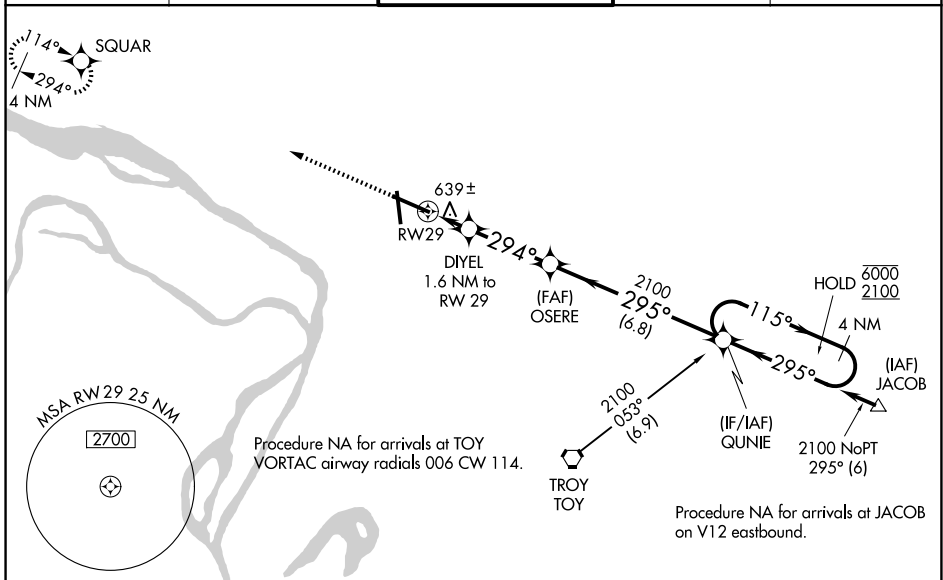 114°
SQUAR
294°
4 NM
639±
RW29
DIYEL
1.6 NM to
RW 29
294°
(FAF)
OSERE
2100
295°
(6.8)
HOLD 6000
2100
115°
4 NM
295°
(IAF)
JACOB
(IF/IAF)
QUNIE
2100 NoPT
295° (6)
2100
053°
(6.9)
TROY
TOY
MSA RW 29 25 NM
2700
Procedure NA for arrivals at TOY
VORTAC airway radials 006 CW 114.
Procedure NA for arrivals at JACOB
on V12 eastbound.